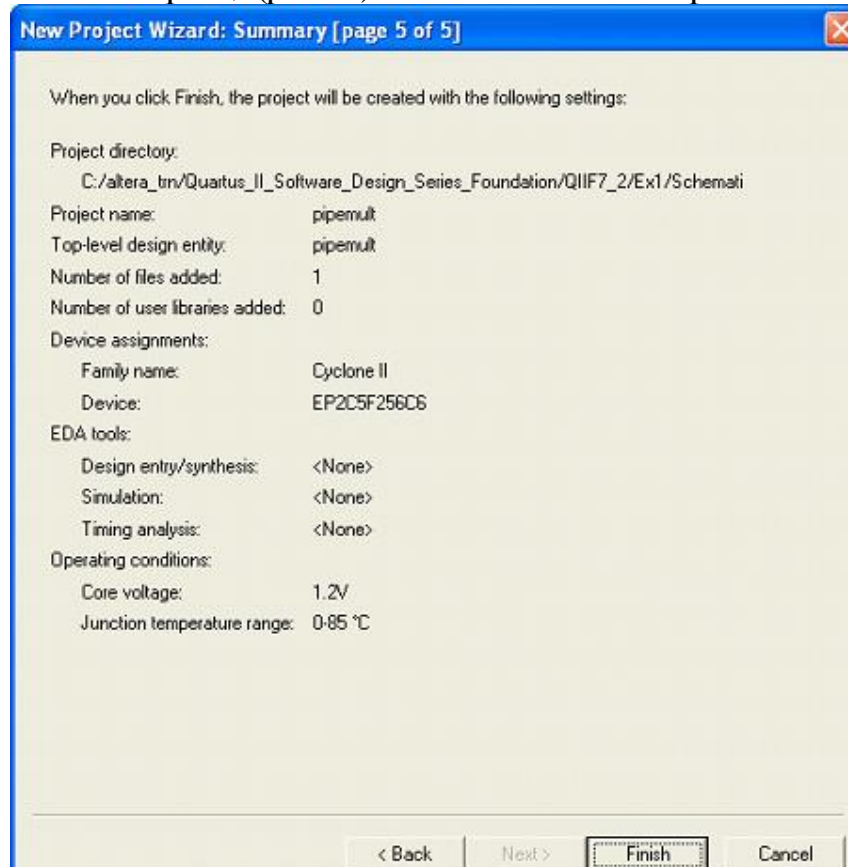 New Project Wizard: Summary [page 5 of 5]
When you click Finish, the project will be created with the following settings:
Project directory:
C:/altera_trn/Quartus_II_Software_Design_Series_Foundation/QIIF7_2/Ex1/Schemati
Project name: pipemult
Top-level design entity: pipemult
Number of files added: 1
Number of user libraries added: 0
Device assignments:
Family name: Cyclone II
Device: EP2C5F256C6
EDA tools:
Design entry/synthesis: <None>
Simulation: <None>
Timing analysis: <None>
Operating conditions:
Core voltage: 1.2V
Junction temperature range: 0-85 °C
< Back Next > Finish Cancel